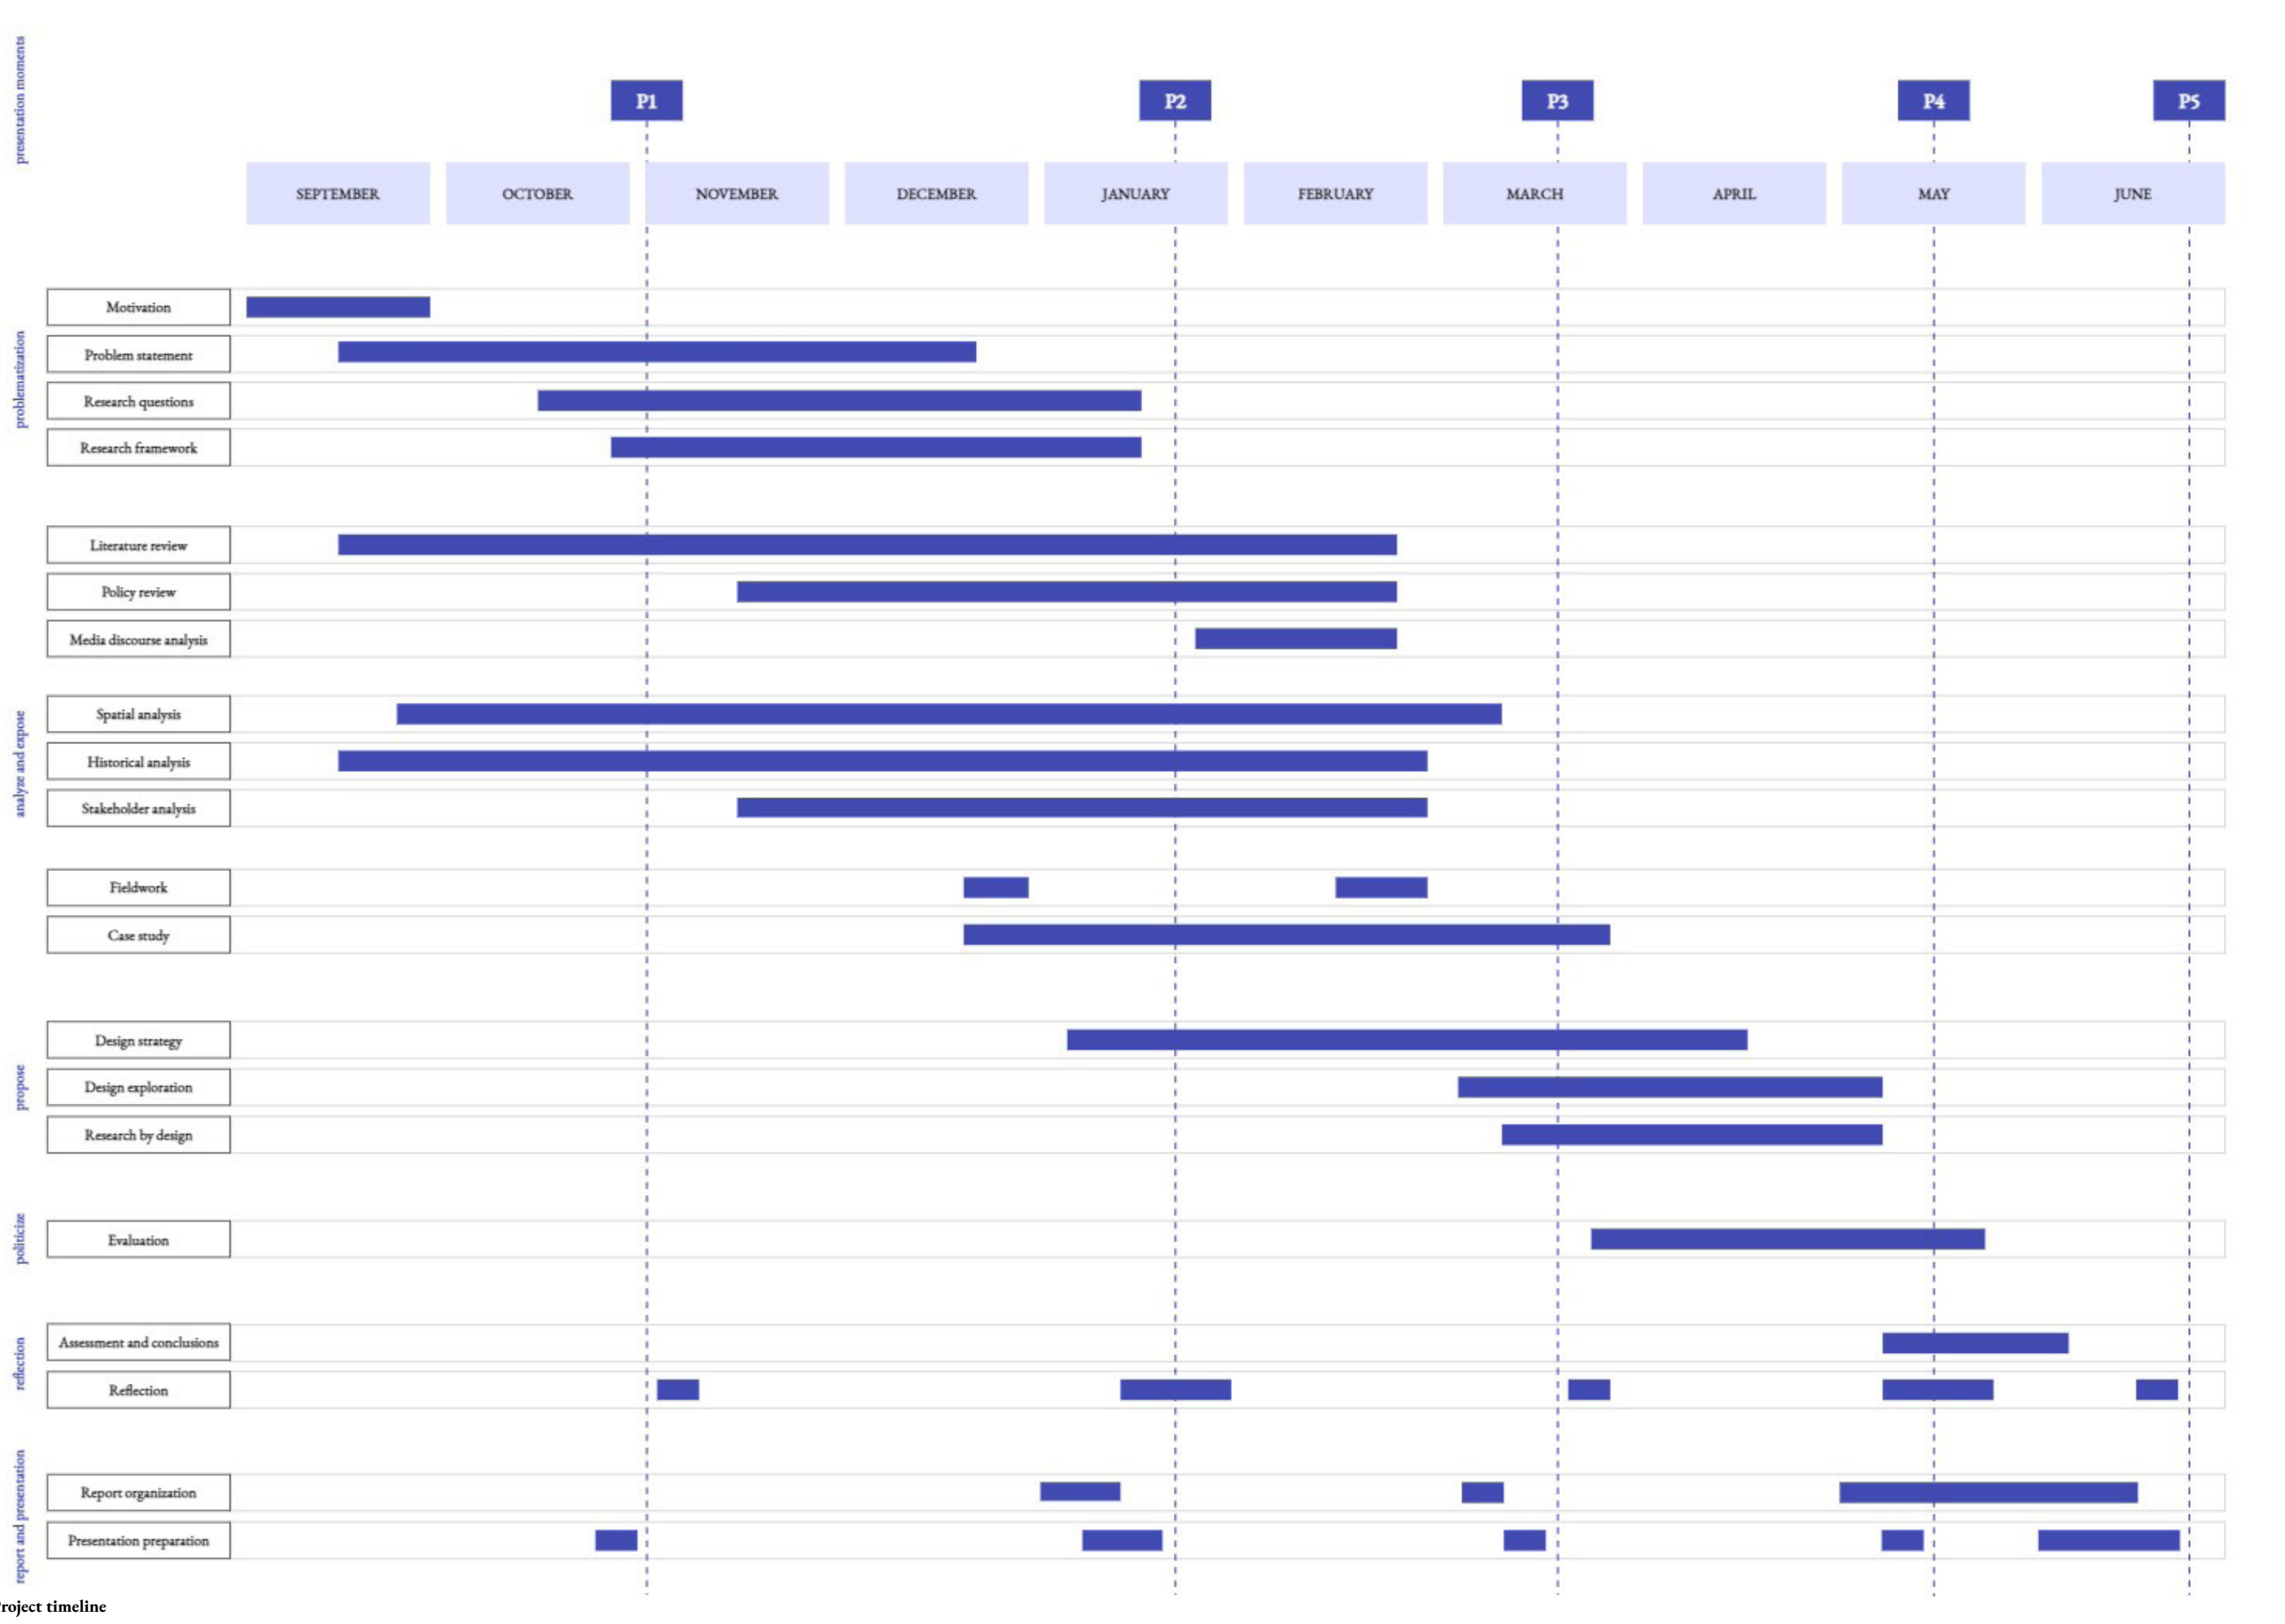 presentation moments
P1
P2
P3
P4
P5
SEPTEMBER
OCTOBER
NOVEMBER
DECEMBER
JANUARY
FEBRUARY
MARCH
APRIL
MAY
JUNE
problematization
Motivation
Problem statement
Research questions
Research framework
analyze and expose
Literature review
Policy review
Media discourse analysis
Spatial analysis
Historical analysis
Stakeholder analysis
Fieldwork
Case study
propose
Design strategy
Design exploration
Research by design
politicize
Evaluation
reflection
Assessment and conclusions
Reflection
report and presentation
Report organization
Presentation preparation
roject timeline